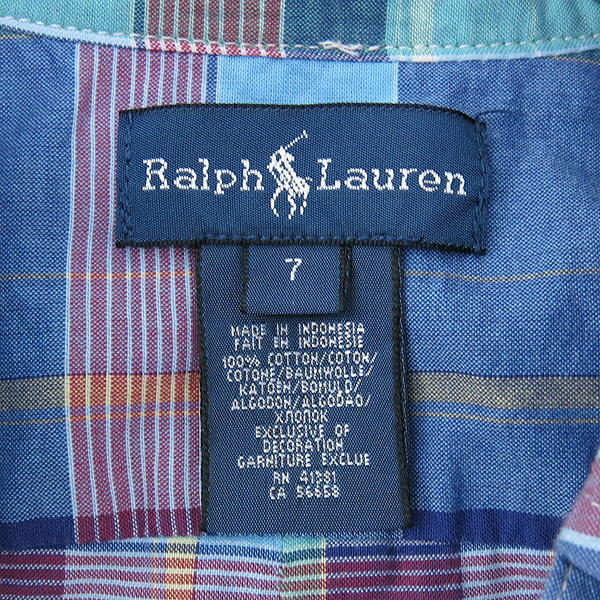 Ralph Lauren
7
MADE IN INDONESIA
FAIT EN INDONESIE
100% COTTON/COTON/
COTONE/BAUMWOLLE/
KATOEN/BOMULD/
ALGODON/ALGODAO/
ХЛОПОК
EXCLUSIVE OF
DECORATION
GARNITURE EXCLUE
RN 41381
CA 56658